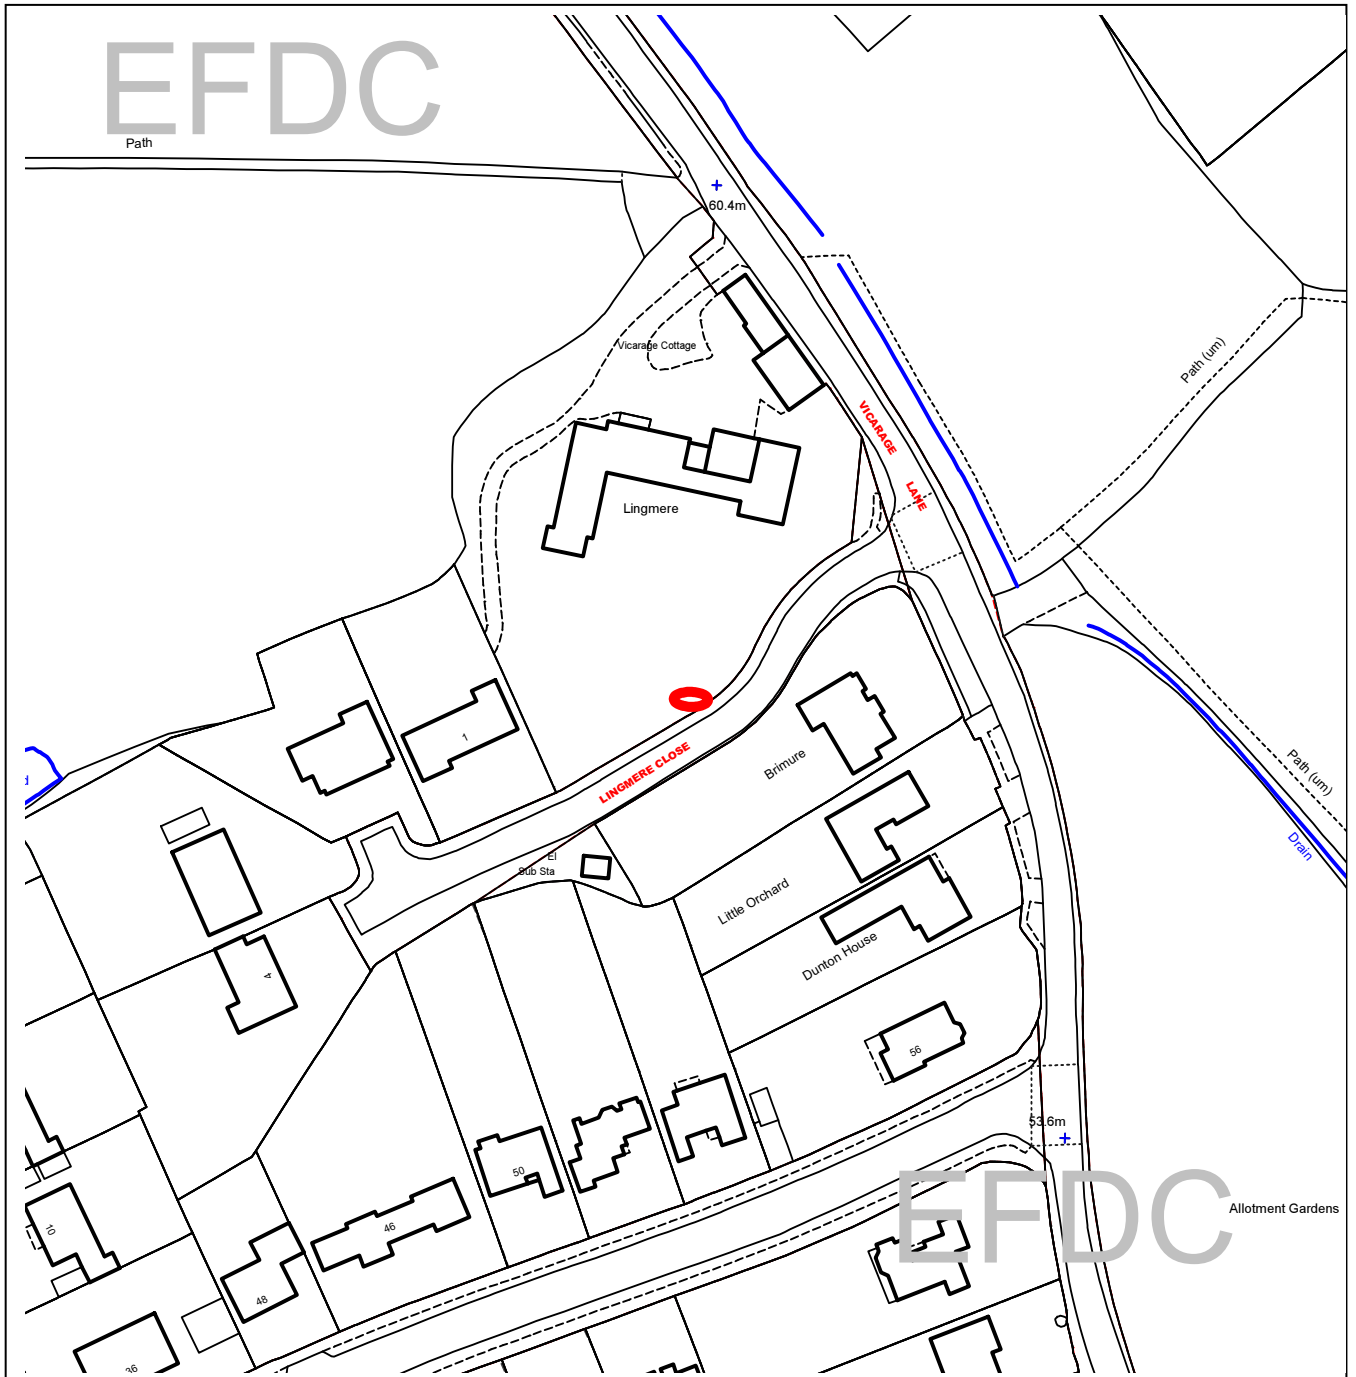 EFDC
Path
60.4m
Vicarage Cottage
Path (um)
VICARAGE
LANE
Lingmere
1
LINGMERE CLOSE
Brimure
d
Path (um)
Drain
El
Sub Sta
Little Orchard
Dunton House
4
56
53.6m
50
EFDC
Allotment Gardens
10
46
48
36